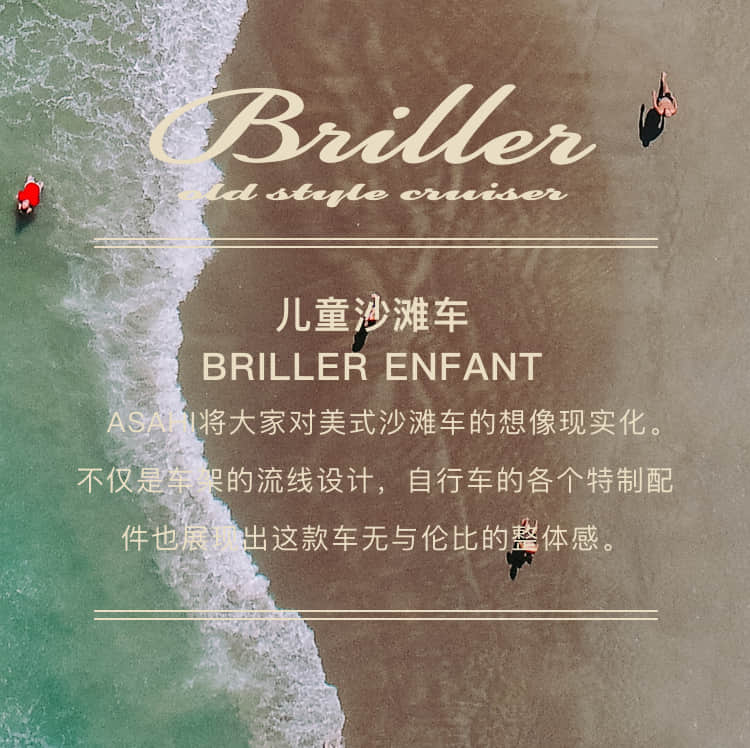 Briller
old style cruiser
儿童沙滩车
BRILLER ENFANT
ASAHI将大家对美式沙滩车的想像现实化。
不仅是车架的流线设计，自行车的各个特制配
件也展现出这款车无与伦比的整体感。